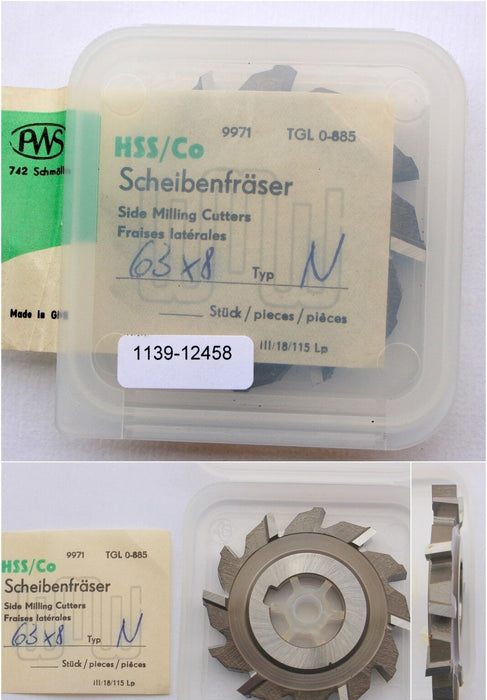 PWS
742 Schmölln
Made in G
9971 TGL 0-885
HSS/Co
Scheibenfräser
Side Milling Cutters
Fraises latérales
63 x 8 Typ N
Stück / pieces / pièces
III/18/115 Lp
1139-12458
9971 TGL 0-885
HSS/Co
Scheibenfräser
Side Milling Cutters
Fraises latérales
63x8 Typ N
Stück / pieces / pièces
III/18/115 Lp